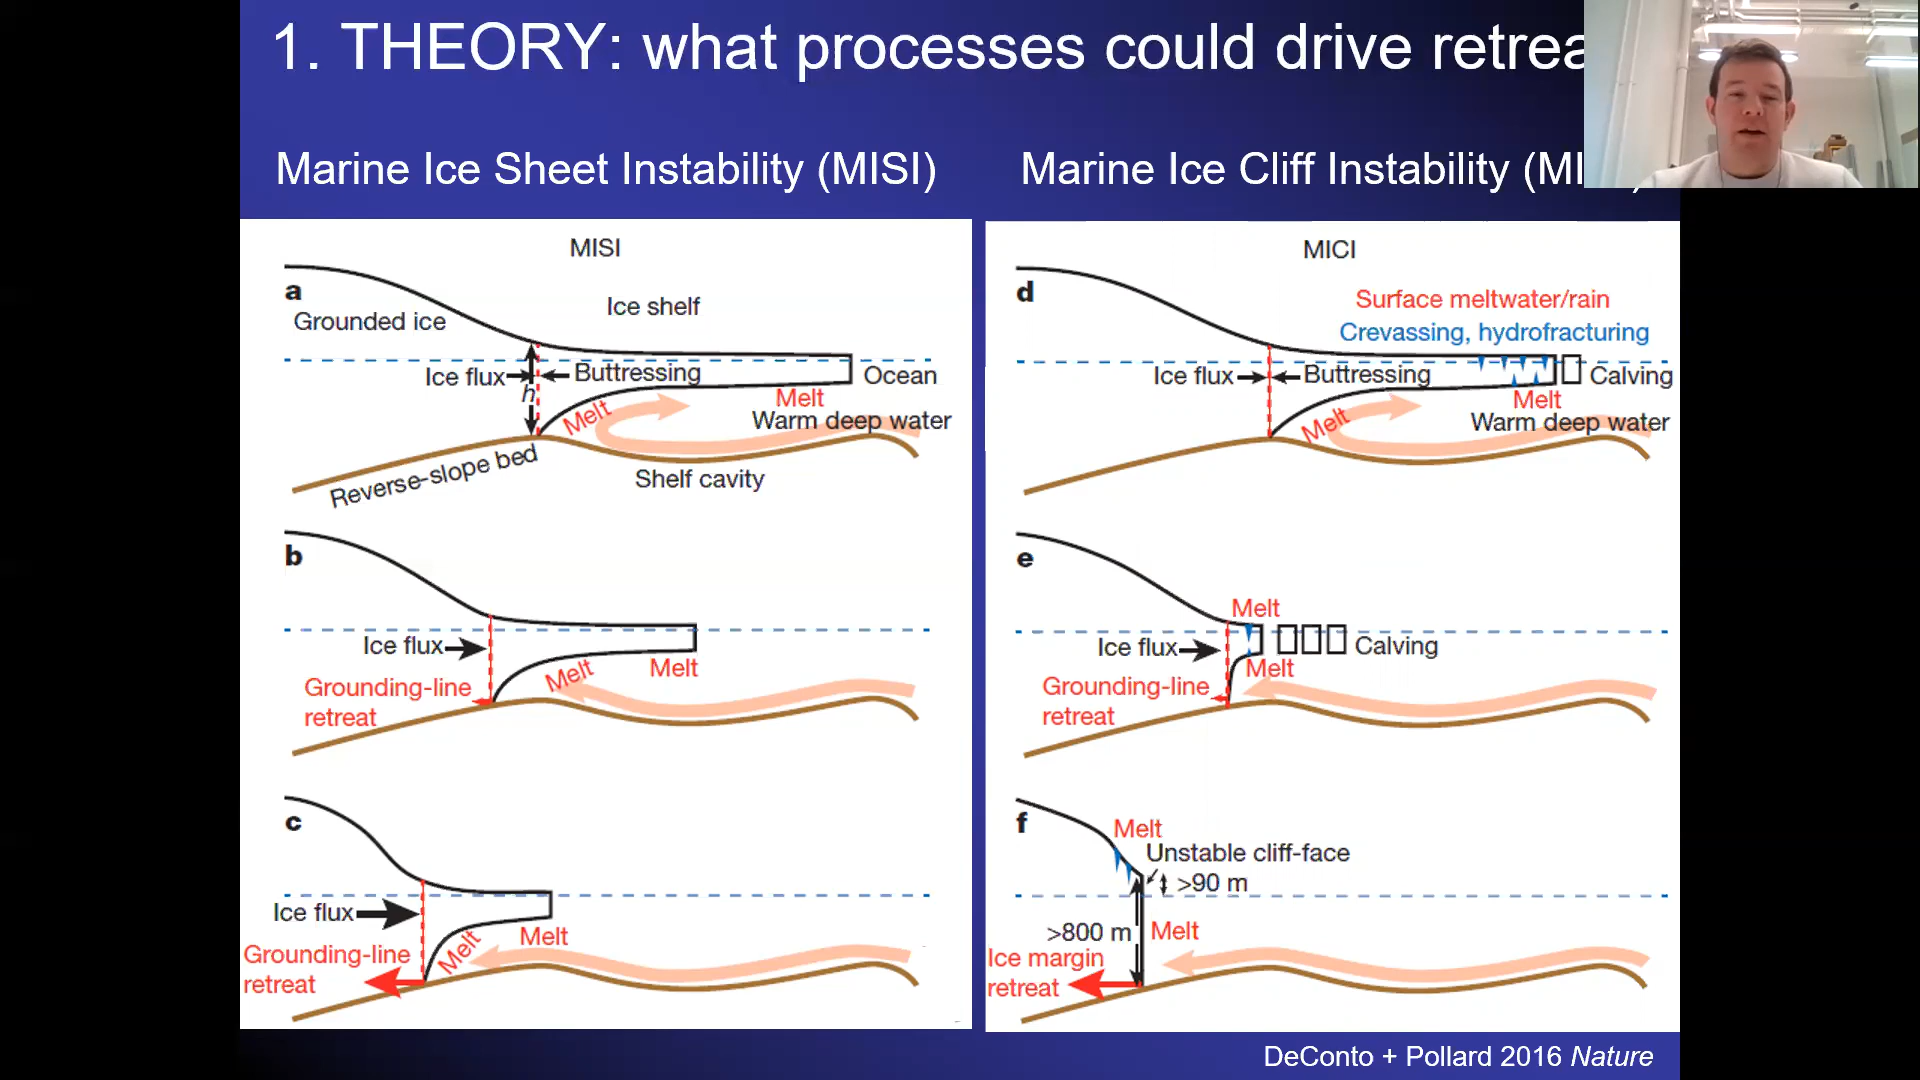 1. THEORY: what processes could drive retrea
Marine Ice Sheet Instability (MISI)
Marine Ice Cliff Instability (MI
MISI
a
Grounded ice
Ice shelf
Ice flux
Buttressing
h
Ocean
Melt
Melt
Warm deep water
Reverse-slope bed
Shelf cavity
b
Ice flux
Melt
Melt
Grounding-line
retreat
c
Ice flux
Melt
Melt
Grounding-line
retreat
MICI
d
Surface meltwater/rain
Crevassing, hydrofracturing
Ice flux
Buttressing
Calving
Melt
Melt
Warm deep water
e
Melt
Ice flux
Calving
Melt
Grounding-line
retreat
f
Melt
Unstable cliff-face
>90 m
>800 m
Melt
Ice margin
retreat
DeConto + Pollard 2016 Nature